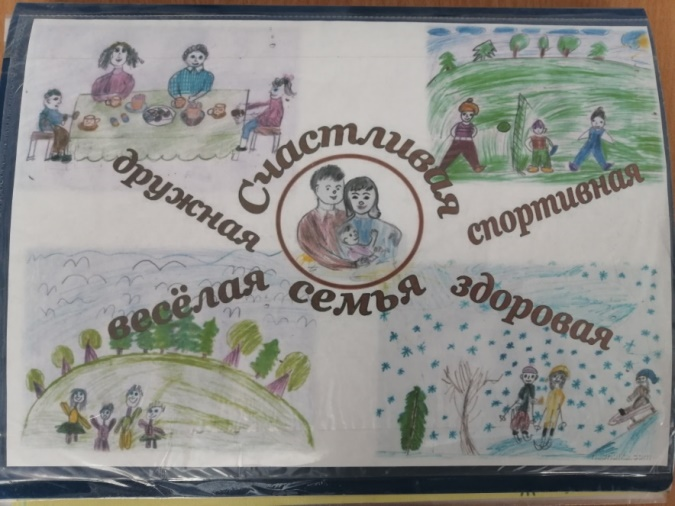 Счастливая
дружная
спортивная
весёлая
семья
здоровая